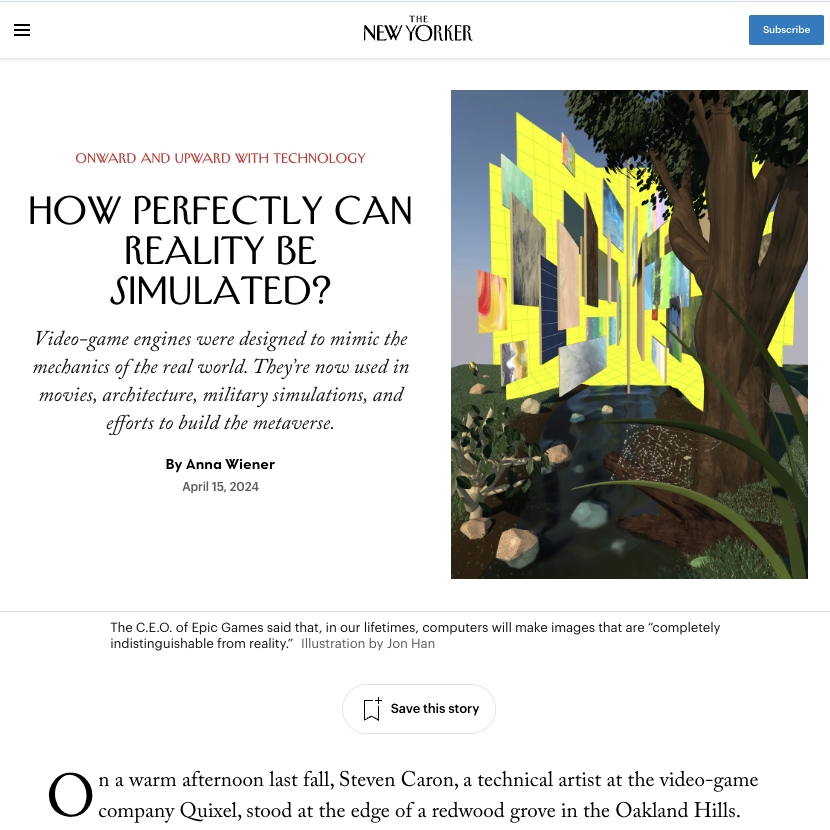 THE
NEW YORKER
Subscribe
ONWARD AND UPWARD WITH TECHNOLOGY
HOW PERFECTLY CAN
REALITY BE
SIMULATED?
Video-game engines were designed to mimic the
mechanics of the real world. They’re now used in
movies, architecture, military simulations, and
efforts to build the metaverse.
By Anna Wiener
April 15, 2024
The C.E.O. of Epic Games said that, in our lifetimes, computers will make images that are “completely
indistinguishable from reality.” Illustration by Jon Han
Save this story
On a warm afternoon last fall, Steven Caron, a technical artist at the video-game
company Quixel, stood at the edge of a redwood grove in the Oakland Hills.